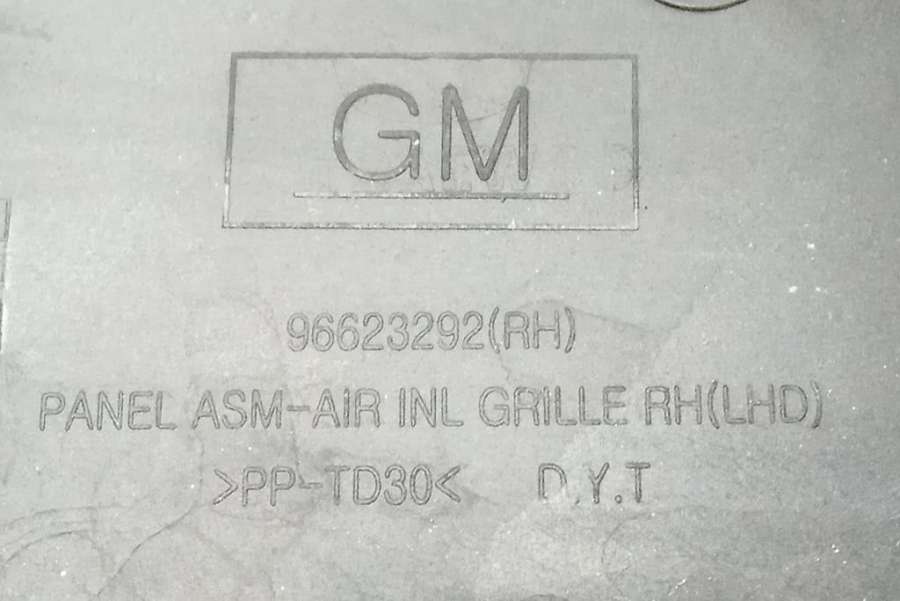 GM
96623292(RH)
PANEL ASM-AIR INL GRILLE RH(LHD)
>PP-TD30< D.Y.T